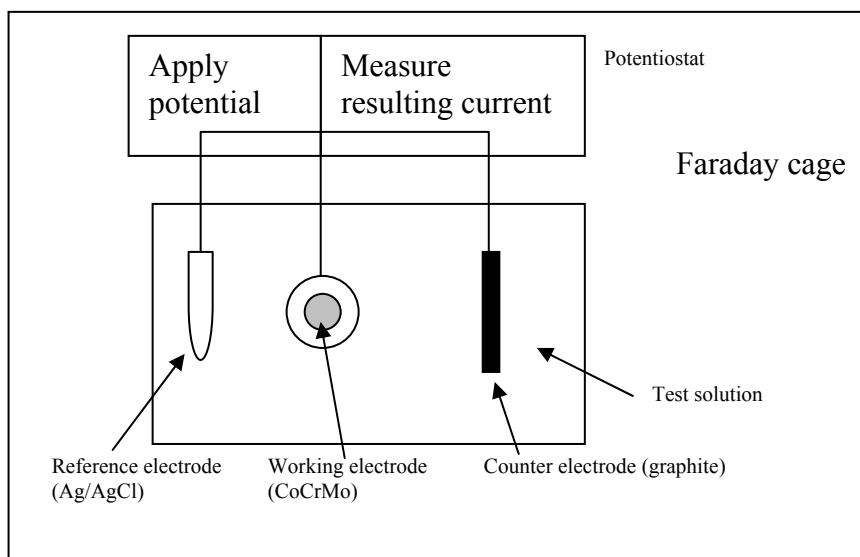 Apply
potential
Measure
resulting current
Potentiostat
Faraday cage
Test solution
Reference electrode
(Ag/AgCl)
Working electrode
(CoCrMo)
Counter electrode (graphite)